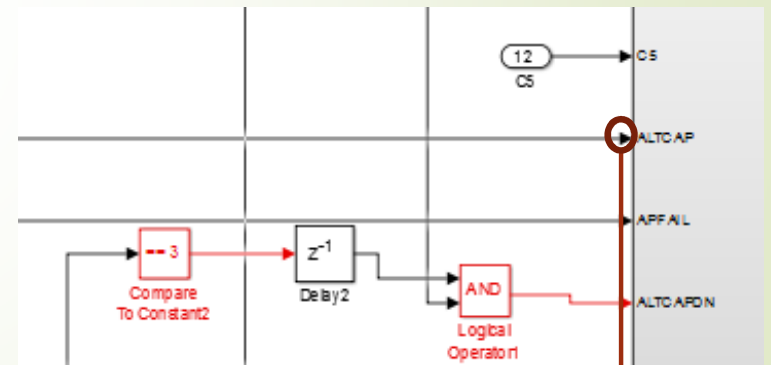 12
C5
C5
ALTCAP
APFAIL
== 3
Compare
To Constant2
z-1
Delay2
AND
Logical
Operator1
ALTCAPDN